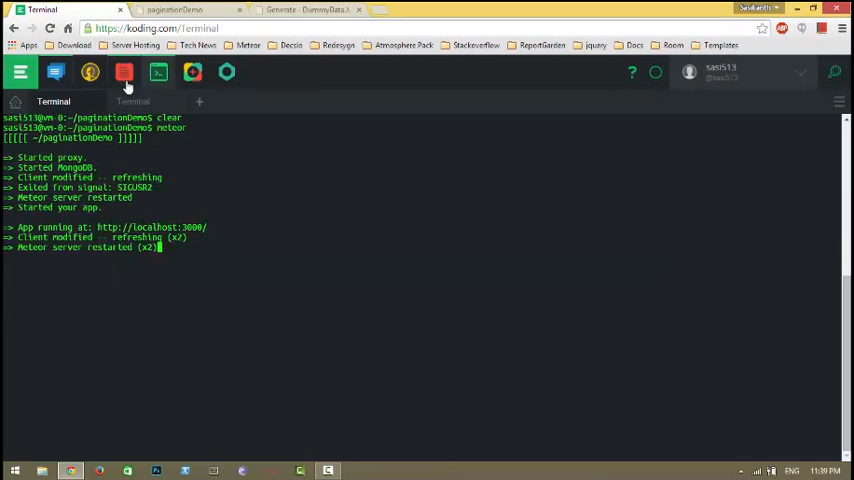 Terminal
paginationDemo
Generate - DummyData.
Sasikanth
https://koding.com/Terminal
Apps
Download
Server Hosting
Tech News
Meteor
Decsio
Redesygn
Atmosphere Pack
Stackoverflow
ReportGarden
jquery
Docs
Room
Templates
ABP
?
sasi513
@sasi513
Terminal
Terminal
+
sasi513@vm-0:~/paginationDemo$ clear
sasi513@vm-0:~/paginationDemo$ meteor
[[[[[ ~/paginationDemo ]]]]]
=> Started proxy.
=> Started MongoDB.
=> Client modified -- refreshing
=> Exited from signal: SIGUSR2
=> Meteor server restarted
=> Started your app.
=> App running at: http://localhost:3000/
=> Client modified -- refreshing (x2)
=> Meteor server restarted (x2)
ENG
11:39 PM